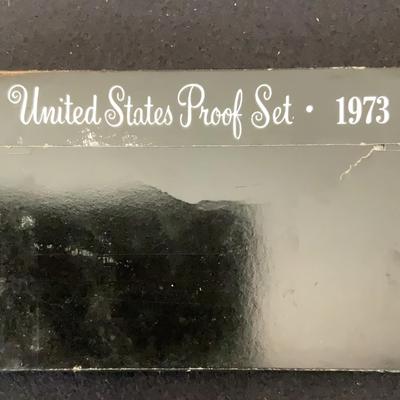 United States Proof Set · 1973